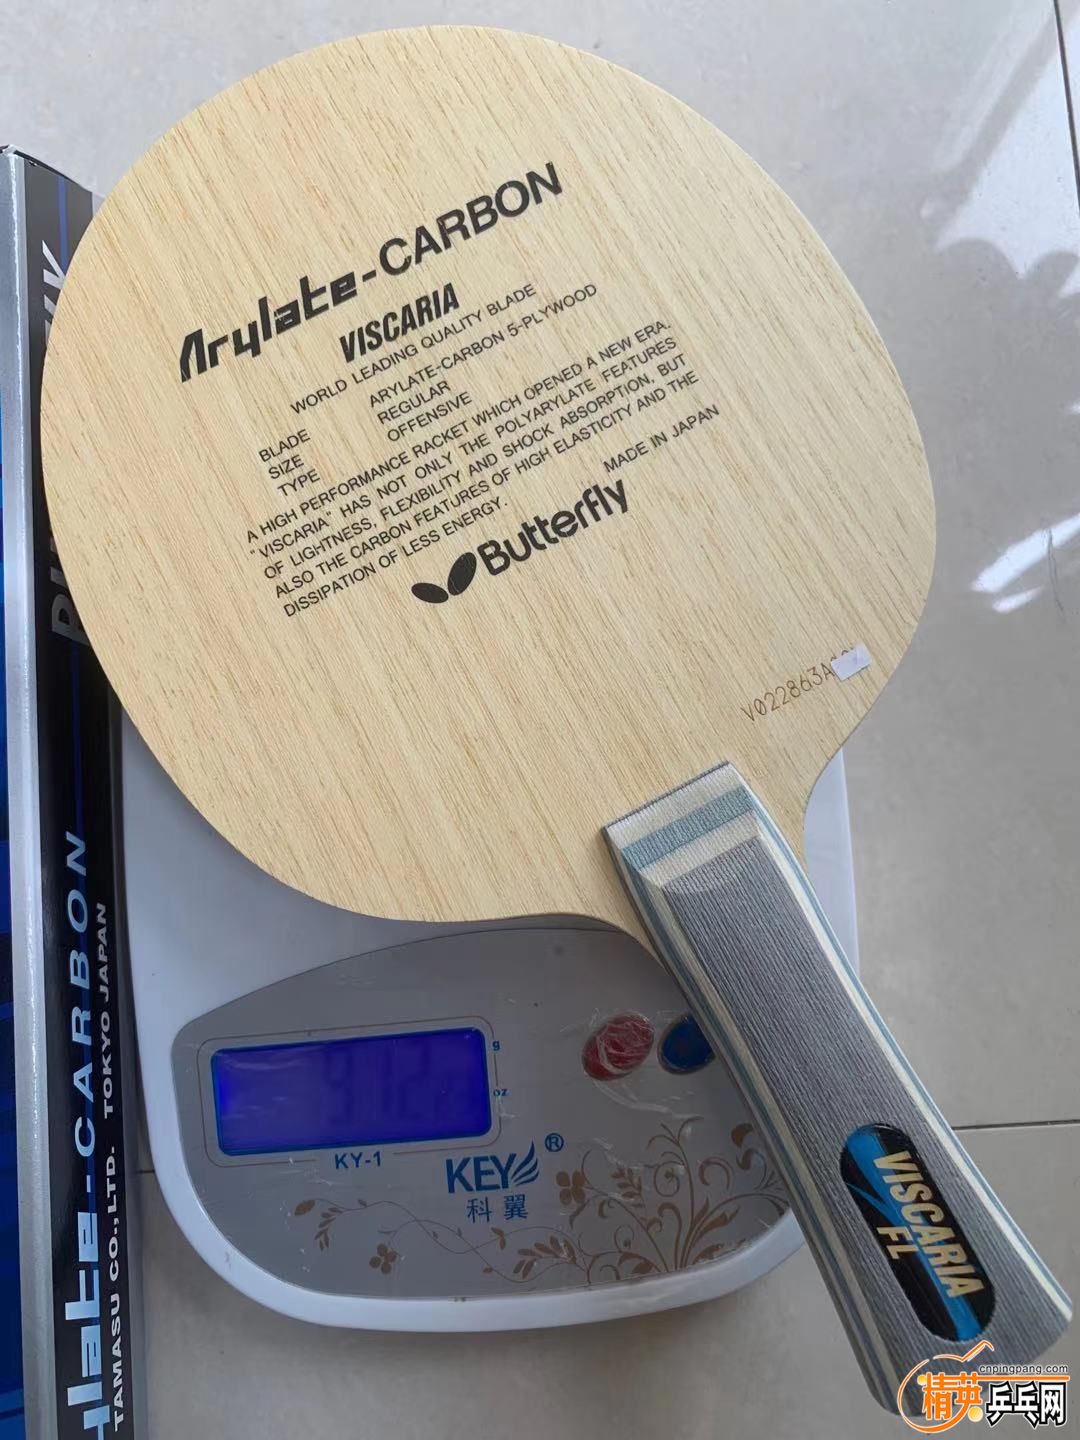 Arylate-CARBON
VISCARIA
WORLD LEADING QUALITY BLADE
BLADE ARYLATE-CARBON 5-PLYWOOD
SIZE REGULAR
TYPE OFFENSIVE
A HIGH PERFORMANCE RACKET WHICH OPENED A NEW ERA.
"VISCARIA" HAS NOT ONLY THE POLYARYLATE FEATURES
OF LIGHTNESS, FLEXIBILITY AND SHOCK ABSORPTION, BUT
ALSO THE CARBON FEATURES OF HIGH ELASTICITY AND THE
DISSIPATION OF LESS ENERGY.
MADE IN JAPAN
Butterfly
V022863A
VISCARIA
FL
g
oz
KY-1
KEY®
科翼
-CARBON
TAMASU CO.,LTD. TOKYO JAPAN
cnpingpang.com
精英乒乓网